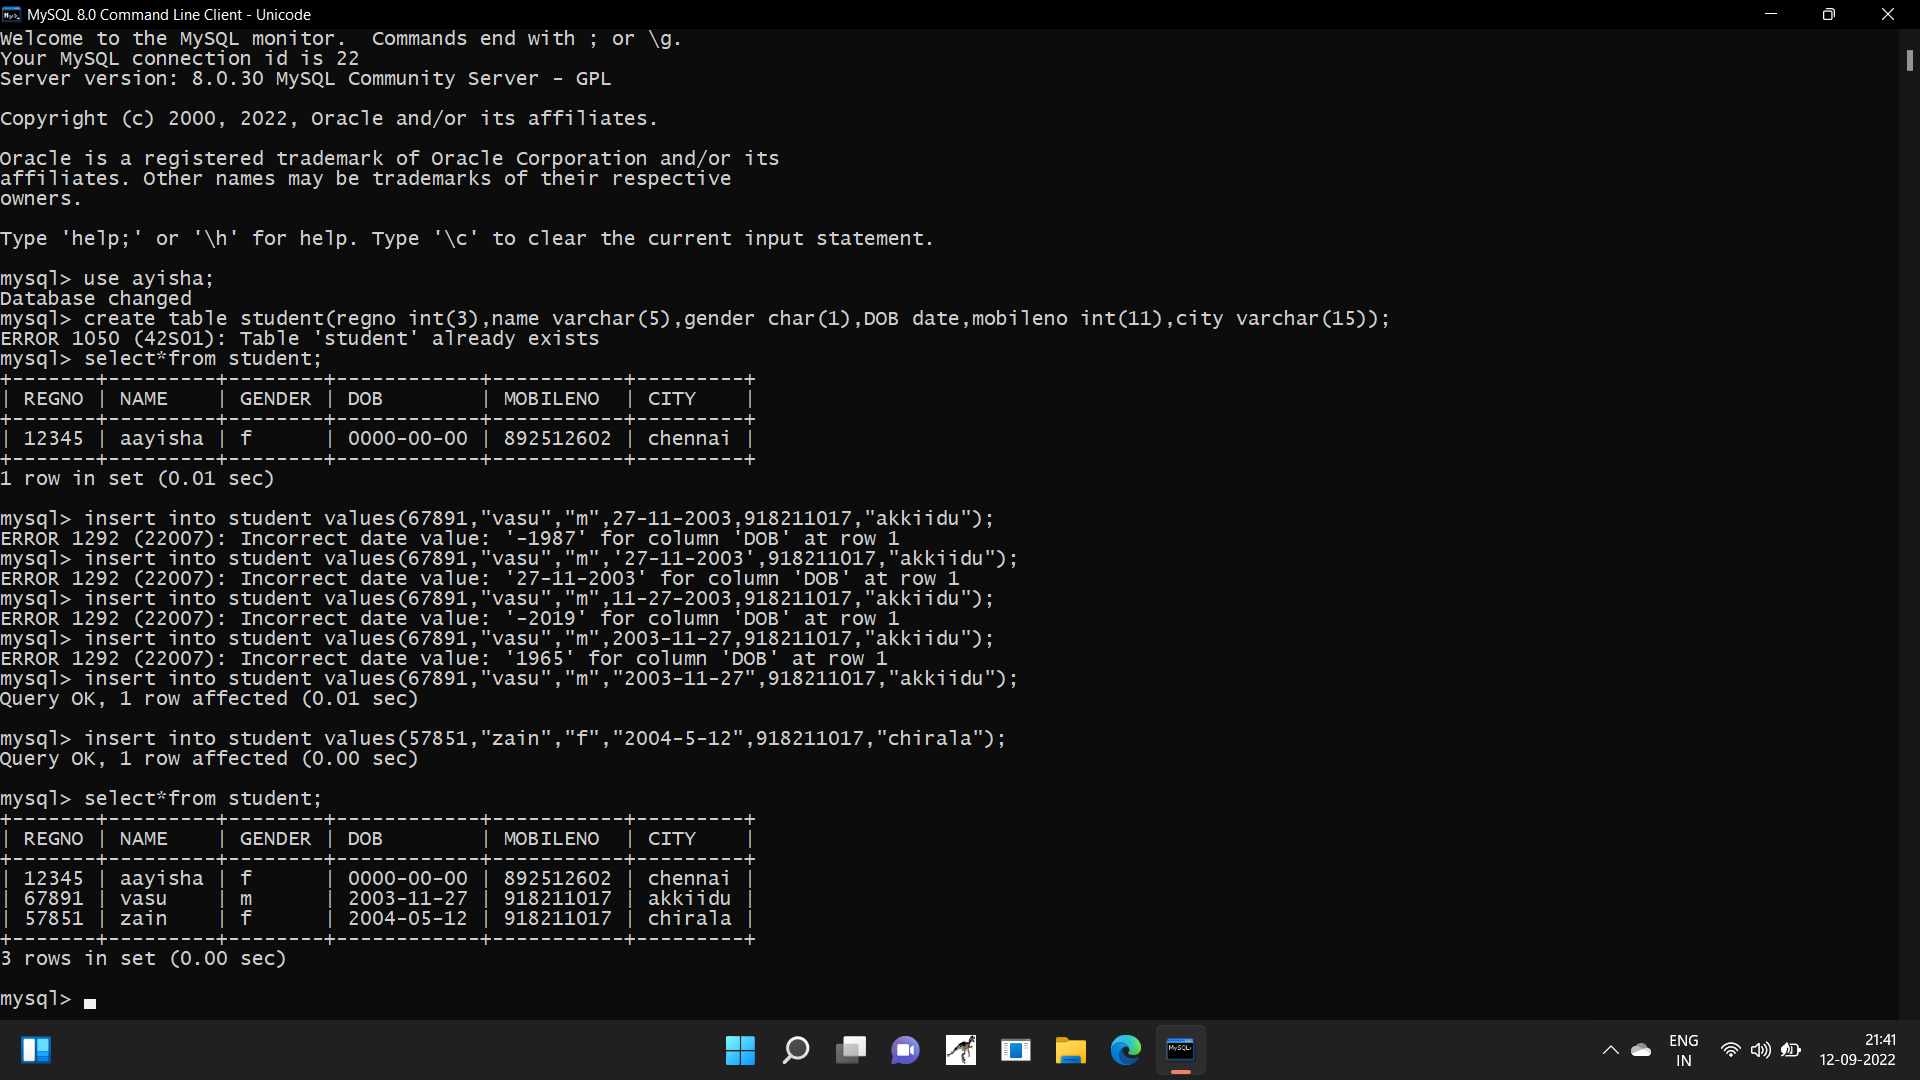 MySQL 8.0 Command Line Client - Unicode
Welcome to the MySQL monitor.  Commands end with ; or \g.
Your MySQL connection id is 22
Server version: 8.0.30 MySQL Community Server - GPL
Copyright (c) 2000, 2022, Oracle and/or its affiliates.
Oracle is a registered trademark of Oracle Corporation and/or its
affiliates. Other names may be trademarks of their respective
owners.
Type 'help;' or '\h' for help. Type '\c' to clear the current input statement.
mysql> use ayisha;
Database changed
mysql> create table student(regno int(3),name varchar(5),gender char(1),DOB date,mobileno int(11),city varchar(15));
ERROR 1050 (42S01): Table 'student' already exists
mysql> select*from student;
+-------+---------+--------+------------+-----------+---------+
| REGNO | NAME    | GENDER | DOB        | MOBILENO  | CITY    |
+-------+---------+--------+------------+-----------+---------+
| 12345 | aayisha | f      | 0000-00-00 | 892512602 | chennai |
+-------+---------+--------+------------+-----------+---------+
1 row in set (0.01 sec)
mysql> insert into student values(67891,"vasu","m",27-11-2003,918211017,"akkiidu");
ERROR 1292 (22007): Incorrect date value: '-1987' for column 'DOB' at row 1
mysql> insert into student values(67891,"vasu","m",'27-11-2003',918211017,"akkiidu");
ERROR 1292 (22007): Incorrect date value: '27-11-2003' for column 'DOB' at row 1
mysql> insert into student values(67891,"vasu","m",11-27-2003,918211017,"akkiidu");
ERROR 1292 (22007): Incorrect date value: '-2019' for column 'DOB' at row 1
mysql> insert into student values(67891,"vasu","m",2003-11-27,918211017,"akkiidu");
ERROR 1292 (22007): Incorrect date value: '1965' for column 'DOB' at row 1
mysql> insert into student values(67891,"vasu","m","2003-11-27",918211017,"akkiidu");
Query OK, 1 row affected (0.01 sec)
mysql> insert into student values(57851,"zain","f","2004-5-12",918211017,"chirala");
Query OK, 1 row affected (0.00 sec)
mysql> select*from student;
+-------+---------+--------+------------+-----------+---------+
| REGNO | NAME    | GENDER | DOB        | MOBILENO  | CITY    |
+-------+---------+--------+------------+-----------+---------+
| 12345 | aayisha | f      | 0000-00-00 | 892512602 | chennai |
| 67891 | vasu    | m      | 2003-11-27 | 918211017 | akkiidu |
| 57851 | zain    | f      | 2004-05-12 | 918211017 | chirala |
+-------+---------+--------+------------+-----------+---------+
3 rows in set (0.00 sec)
mysql>
MySQL
ENG
IN
21:41
12-09-2022